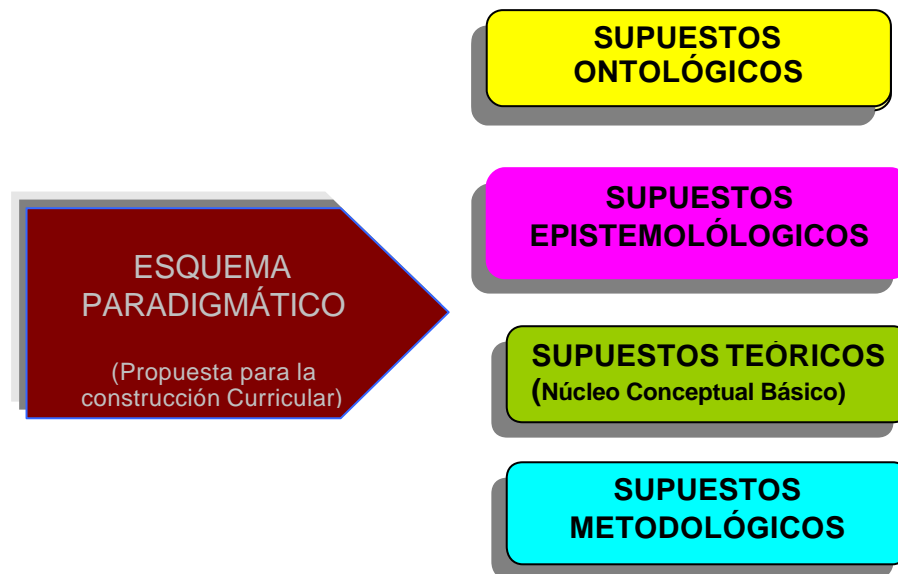 ESQUEMA
PARADIGMÁTICO
(Propuesta para la
construcción Curricular)
SUPUESTOS
ONTOLÓGICOS
SUPUESTOS
EPISTEMOLÓLOGICOS
SUPUESTOS TEÓRICOS
(Núcleo Conceptual Básico)
SUPUESTOS
METODOLÓGICOS